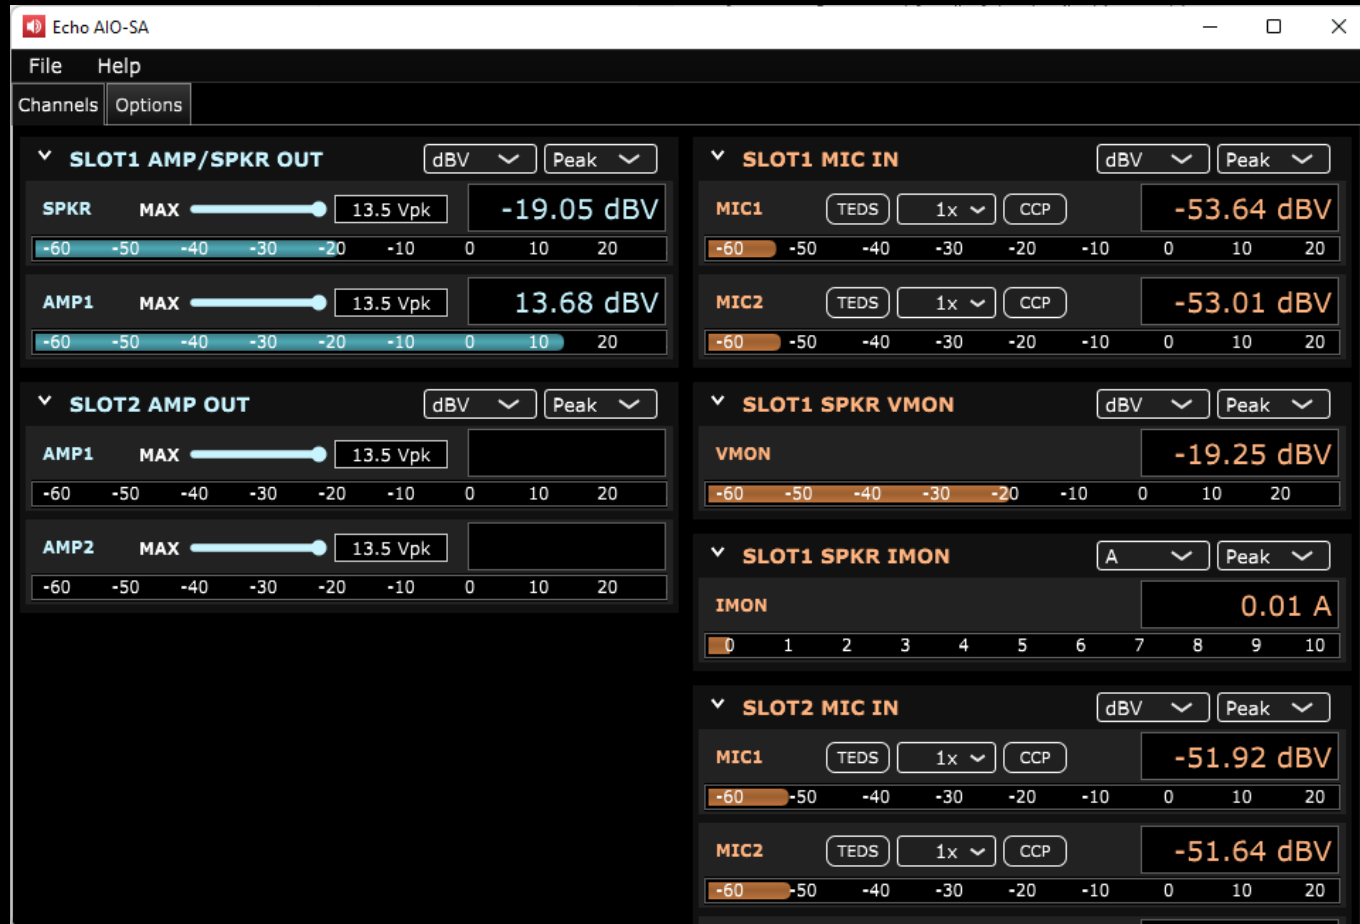 Echo AIO-SA
File Help
Channels Options
SLOT1 AMP/SPKR OUT dBV Peak
SPKR MAX 13.5 Vpk -19.05 dBV
-60 -50 -40 -30 -20 -10 0 10 20
AMP1 MAX 13.5 Vpk 13.68 dBV
-60 -50 -40 -30 -20 -10 0 10 20
SLOT2 AMP OUT dBV Peak
AMP1 MAX 13.5 Vpk
-60 -50 -40 -30 -20 -10 0 10 20
AMP2 MAX 13.5 Vpk
-60 -50 -40 -30 -20 -10 0 10 20
SLOT1 MIC IN dBV Peak
MIC1 TEDS 1x CCP -53.64 dBV
-60 -50 -40 -30 -20 -10 0 10 20
MIC2 TEDS 1x CCP -53.01 dBV
-60 -50 -40 -30 -20 -10 0 10 20
SLOT1 SPKR VMON dBV Peak
VMON -19.25 dBV
-60 -50 -40 -30 -20 -10 0 10 20
SLOT1 SPKR IMON A Peak
IMON 0.01 A
0 1 2 3 4 5 6 7 8 9 10
SLOT2 MIC IN dBV Peak
MIC1 TEDS 1x CCP -51.92 dBV
-60 -50 -40 -30 -20 -10 0 10 20
MIC2 TEDS 1x CCP -51.64 dBV
-60 -50 -40 -30 -20 -10 0 10 20